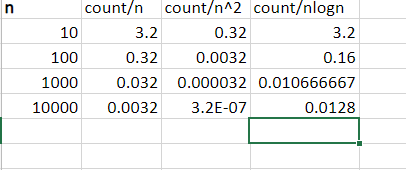 n count/n count/n^2 count/nlogn
10 3.2 0.32 3.2
100 0.32 0.0032 0.16
1000 0.032 0.000032 0.010666667
10000 0.0032 3.2E-07 0.0128